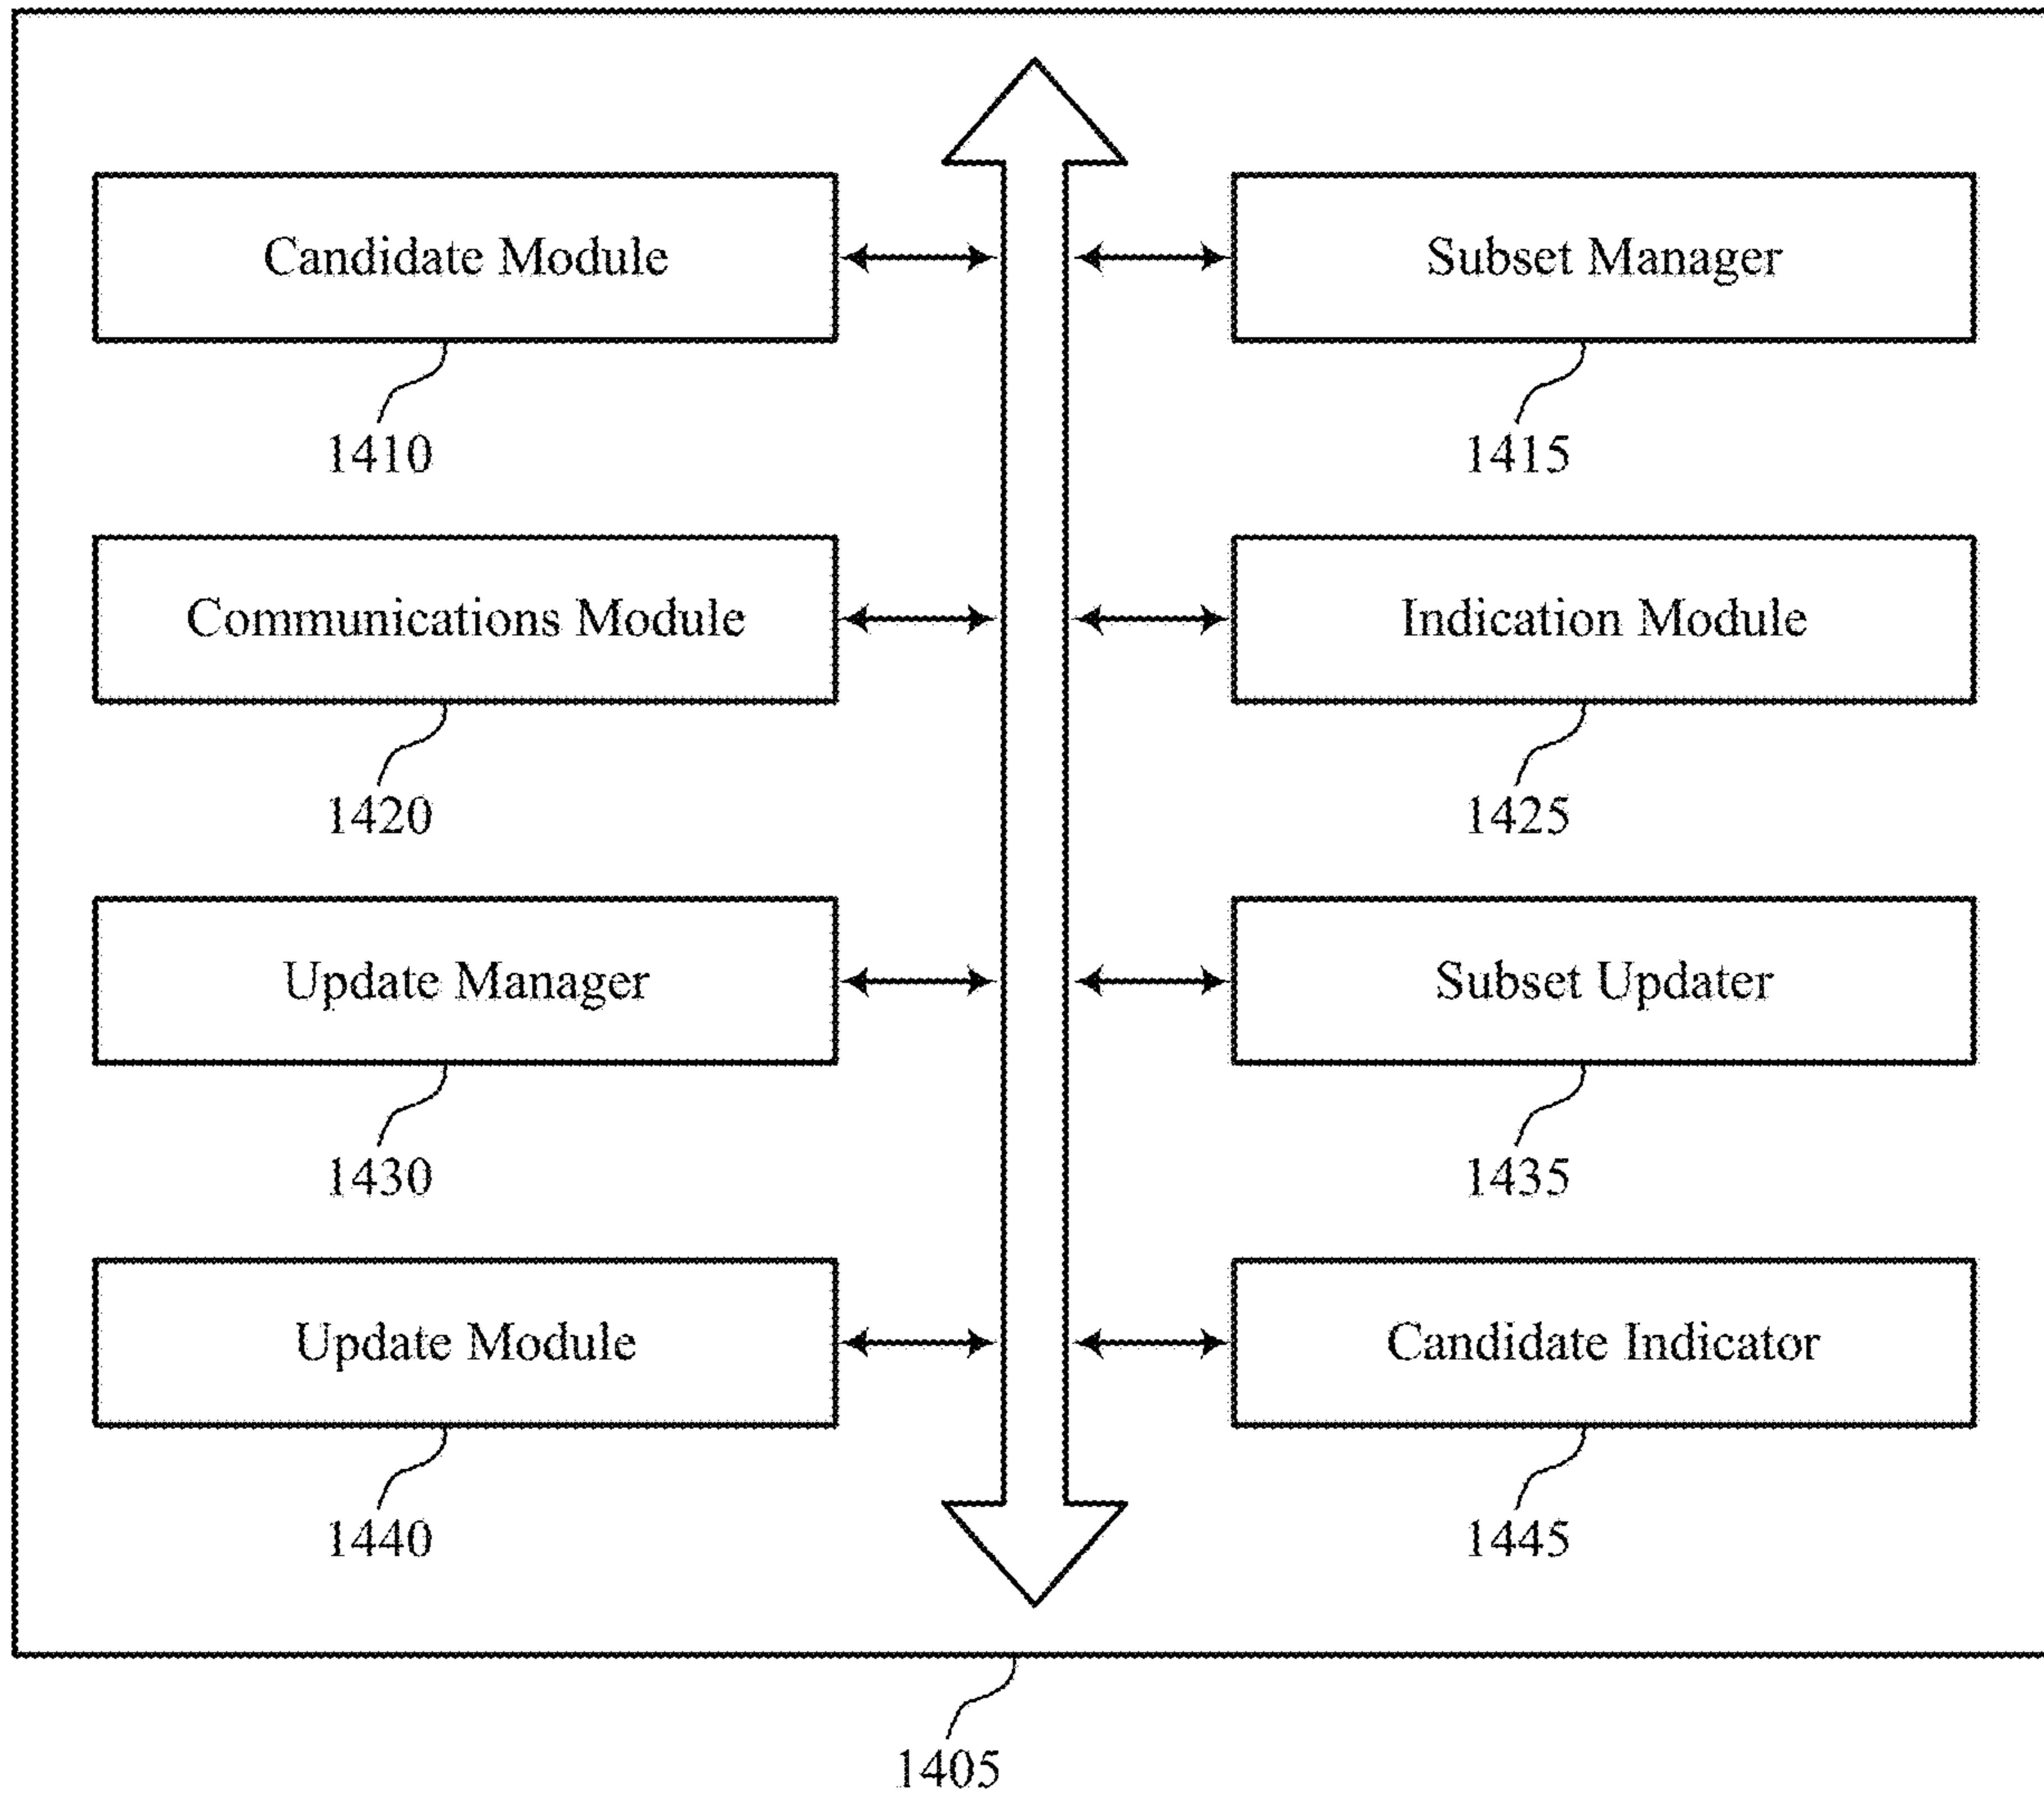 Candidate Module
Subset Manager
1410
1415
Communications Module
Indication Module
1420
1425
Update Manager
Subset Updater
1430
1435
Update Module
Candidate Indicator
1440
1445
1405